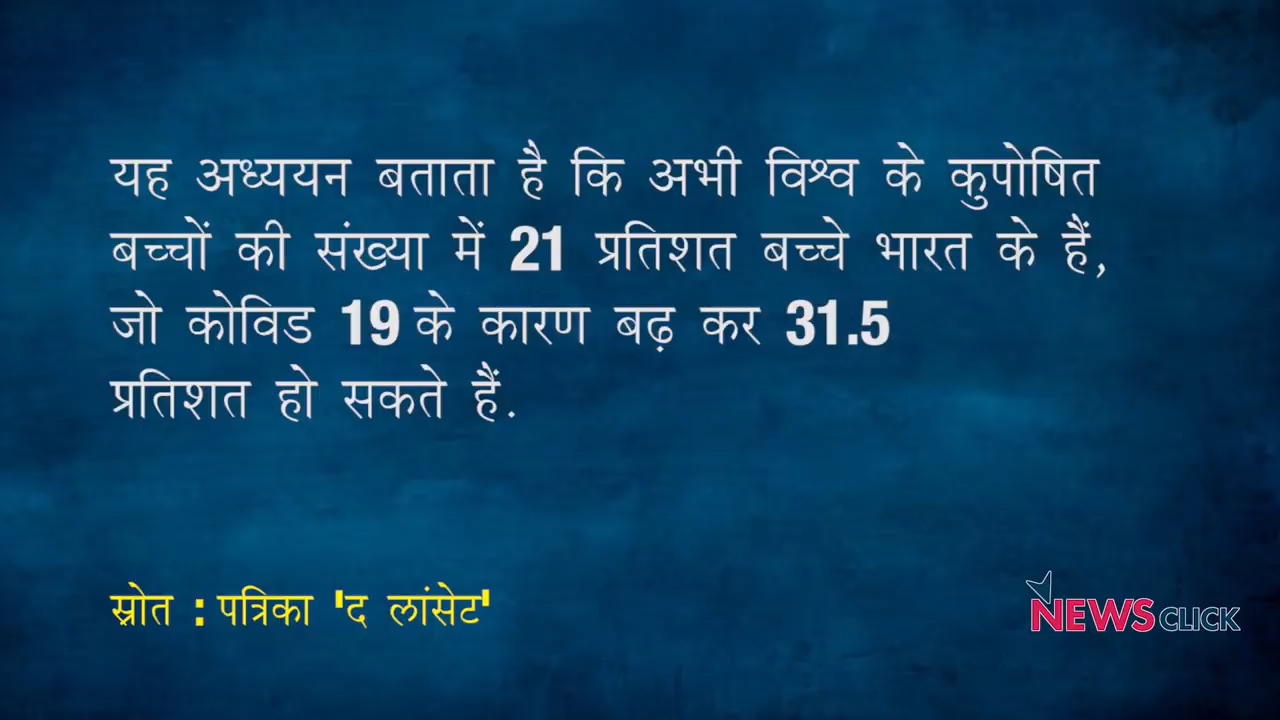 यह अध्ययन बताता है कि अभी विश्व के कुपोषित
बच्चों की संख्या में 21 प्रतिशत बच्चे भारत के हैं,
जो कोविड 19 के कारण बढ़ कर 31.5
प्रतिशत हो सकते हैं.
स्रोत : पत्रिका 'द लांसेट'
NEWSCLICK